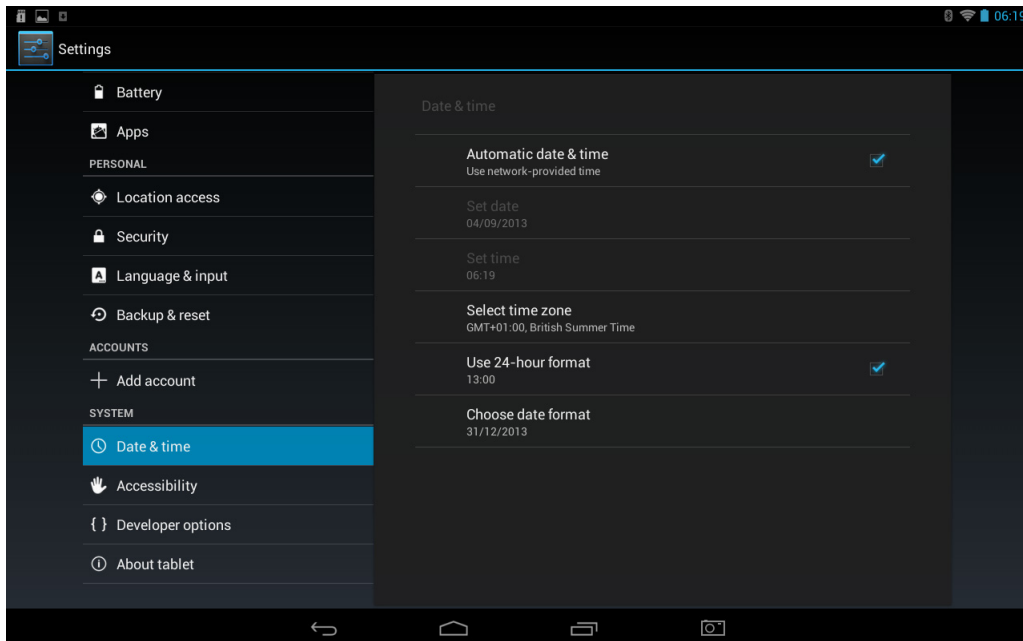 06:19
Settings
Battery
Apps
PERSONAL
Location access
Security
Language & input
Backup & reset
ACCOUNTS
Add account
SYSTEM
Date & time
Accessibility
{ } Developer options
About tablet
Date & time
Automatic date & time
Use network-provided time
Set date
04/09/2013
Set time
06:19
Select time zone
GMT+01:00, British Summer Time
Use 24-hour format
13:00
Choose date format
31/12/2013